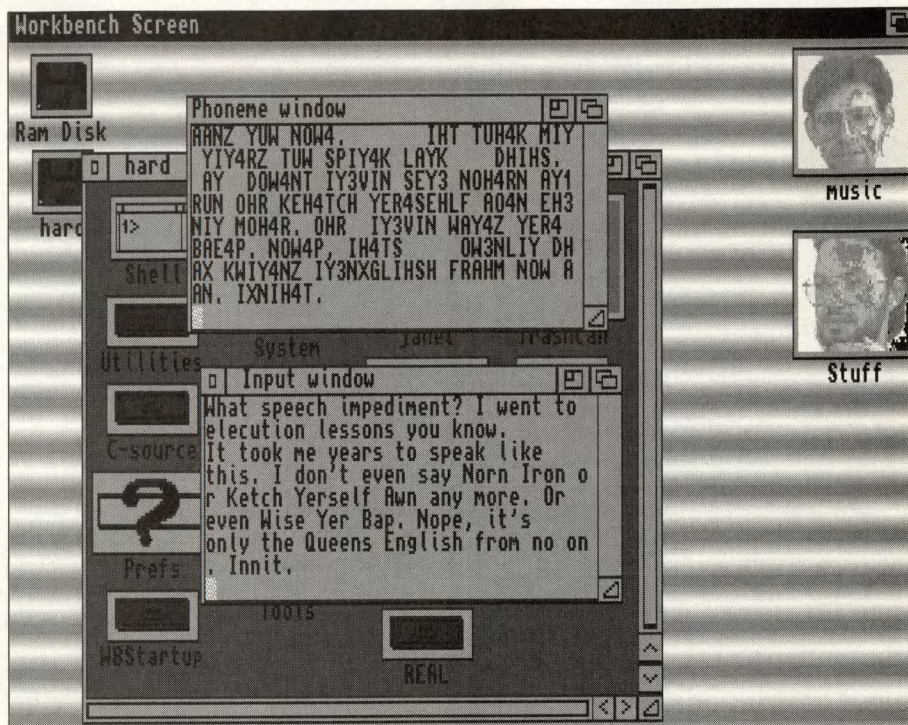 Workbench Screen
Ram Disk
hard
Phoneme window
AANZ YUW NOW4. IHT TUH4K MIY
YIY4RZ TUW SPIY4K LAYK DHIHS.
AY DOW4NT IY3VIN SEY3 NOH4RN AY1
RUN OHR KEH4TCH YER4SEHLF AO4N EH3
NIY MOH4R. OHR IY3VIN WAY4Z YER4
BAE4P. NOW4P, IH4TS OW3NLIY DH
AX KWIY4NZ IY3NXGLIHSH FRAHM NOW A
AN. IXNIH4T.
hard
1>
Shell
Utilities
System
Janet
Trashcan
C-source
Input window
What speech impediment? I went to
elecution lessons you know.
It took me years to speak like
this. I don't even say Norn Iron o
r Ketch Yerself Awn any more. Or
even Wise Yer Bap. Nope, it's
only the Queens English from no on
. Innit.
Prefs
Tools
WBStartup
REAL
music
Stuff